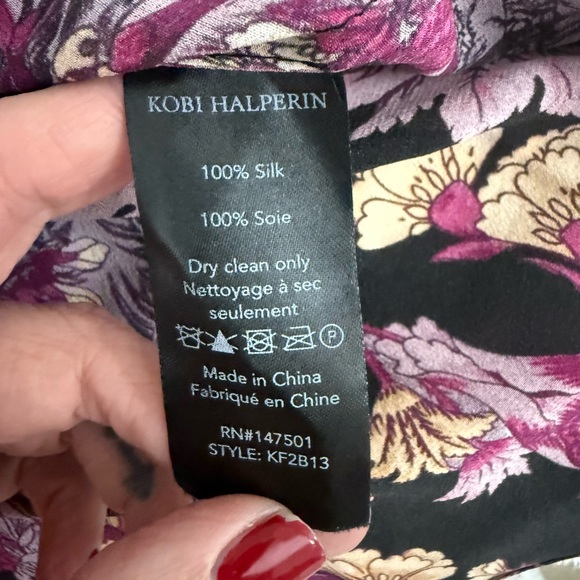 KOBI HALPERIN
100% Silk
100% Soie
Dry clean only
Nettoyage à sec
seulement
P
Made in China
Fabriqué en Chine
RN#147501
STYLE: KF2B13